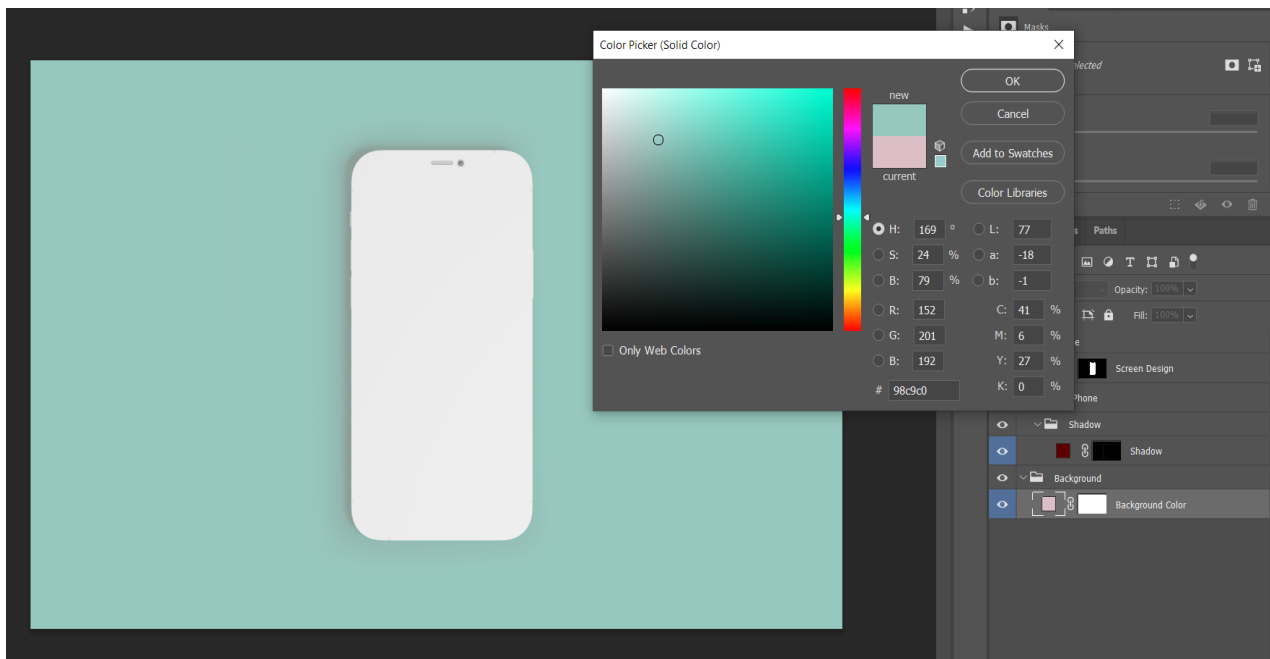 Masks
Color Picker (Solid Color)
elected
OK
new
Cancel
Add to Swatches
current
Color Libraries
H: 169 °
L: 77
s Paths
S: 24 %
a: -18
B: 79 %
b: -1
Opacity: 100%
R: 152
C: 41 %
Fill: 100%
G: 201
M: 6 %
e
Only Web Colors
B: 192
Y: 27 %
Screen Design
# 98c9c0
K: 0 %
Phone
Shadow
Shadow
Background
Background Color